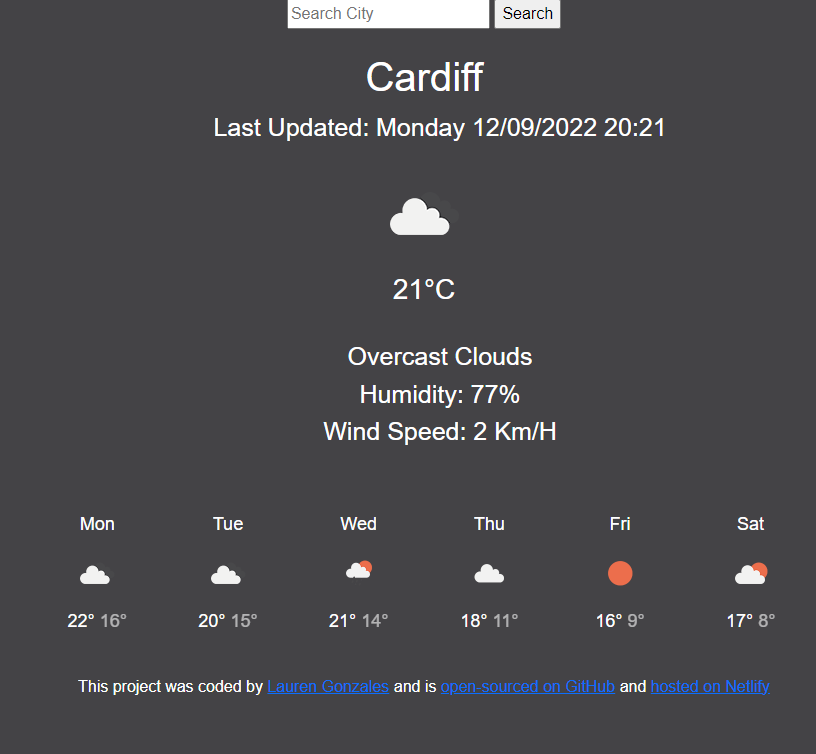 Search City Search
Cardiff
Last Updated: Monday 12/09/2022 20:21
21°C
Overcast Clouds
Humidity: 77%
Wind Speed: 2 Km/H
Mon Tue Wed Thu Fri Sat
22° 16° 20° 15° 21° 14° 18° 11° 16° 9° 17° 8°
This project was coded by Lauren Gonzales and is open-sourced on GitHub and hosted on Netlify